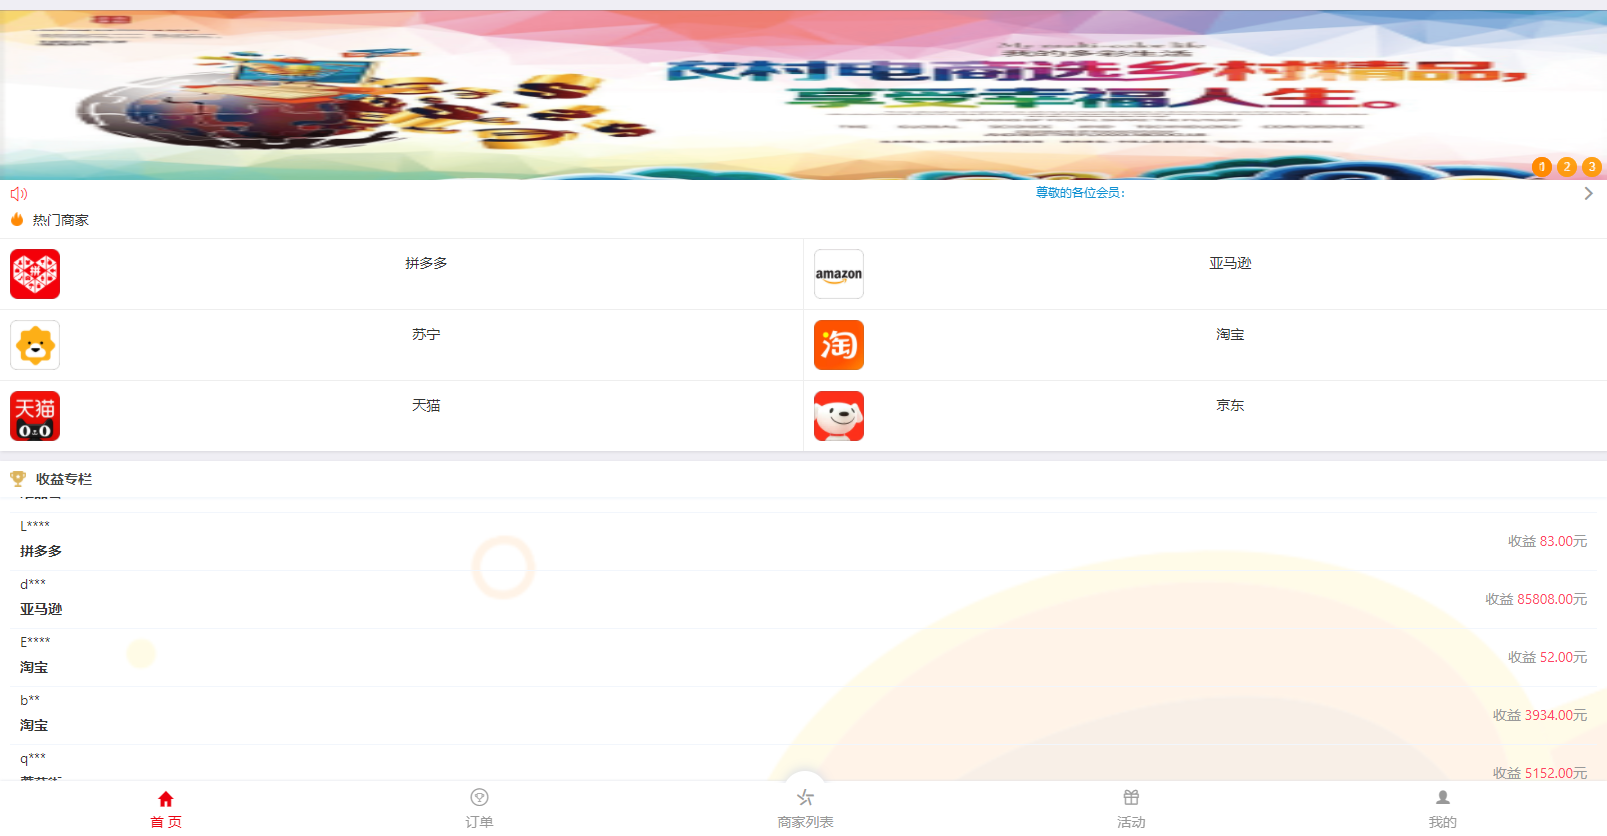 我的多彩生活
农村电商选乡村精品，
享受幸福人生。
1 2 3
尊敬的各位会员：
热门商家
拼
拼多多
amazon
亚马逊
苏宁
淘
淘宝
天猫
天猫
京东
收益专栏
L****
拼多多
收益 83.00元
d***
亚马逊
收益 85808.00元
E****
淘宝
收益 52.00元
b**
淘宝
收益 3934.00元
q***
收益 5152.00元
首 页
订单
商家列表
活动
我的